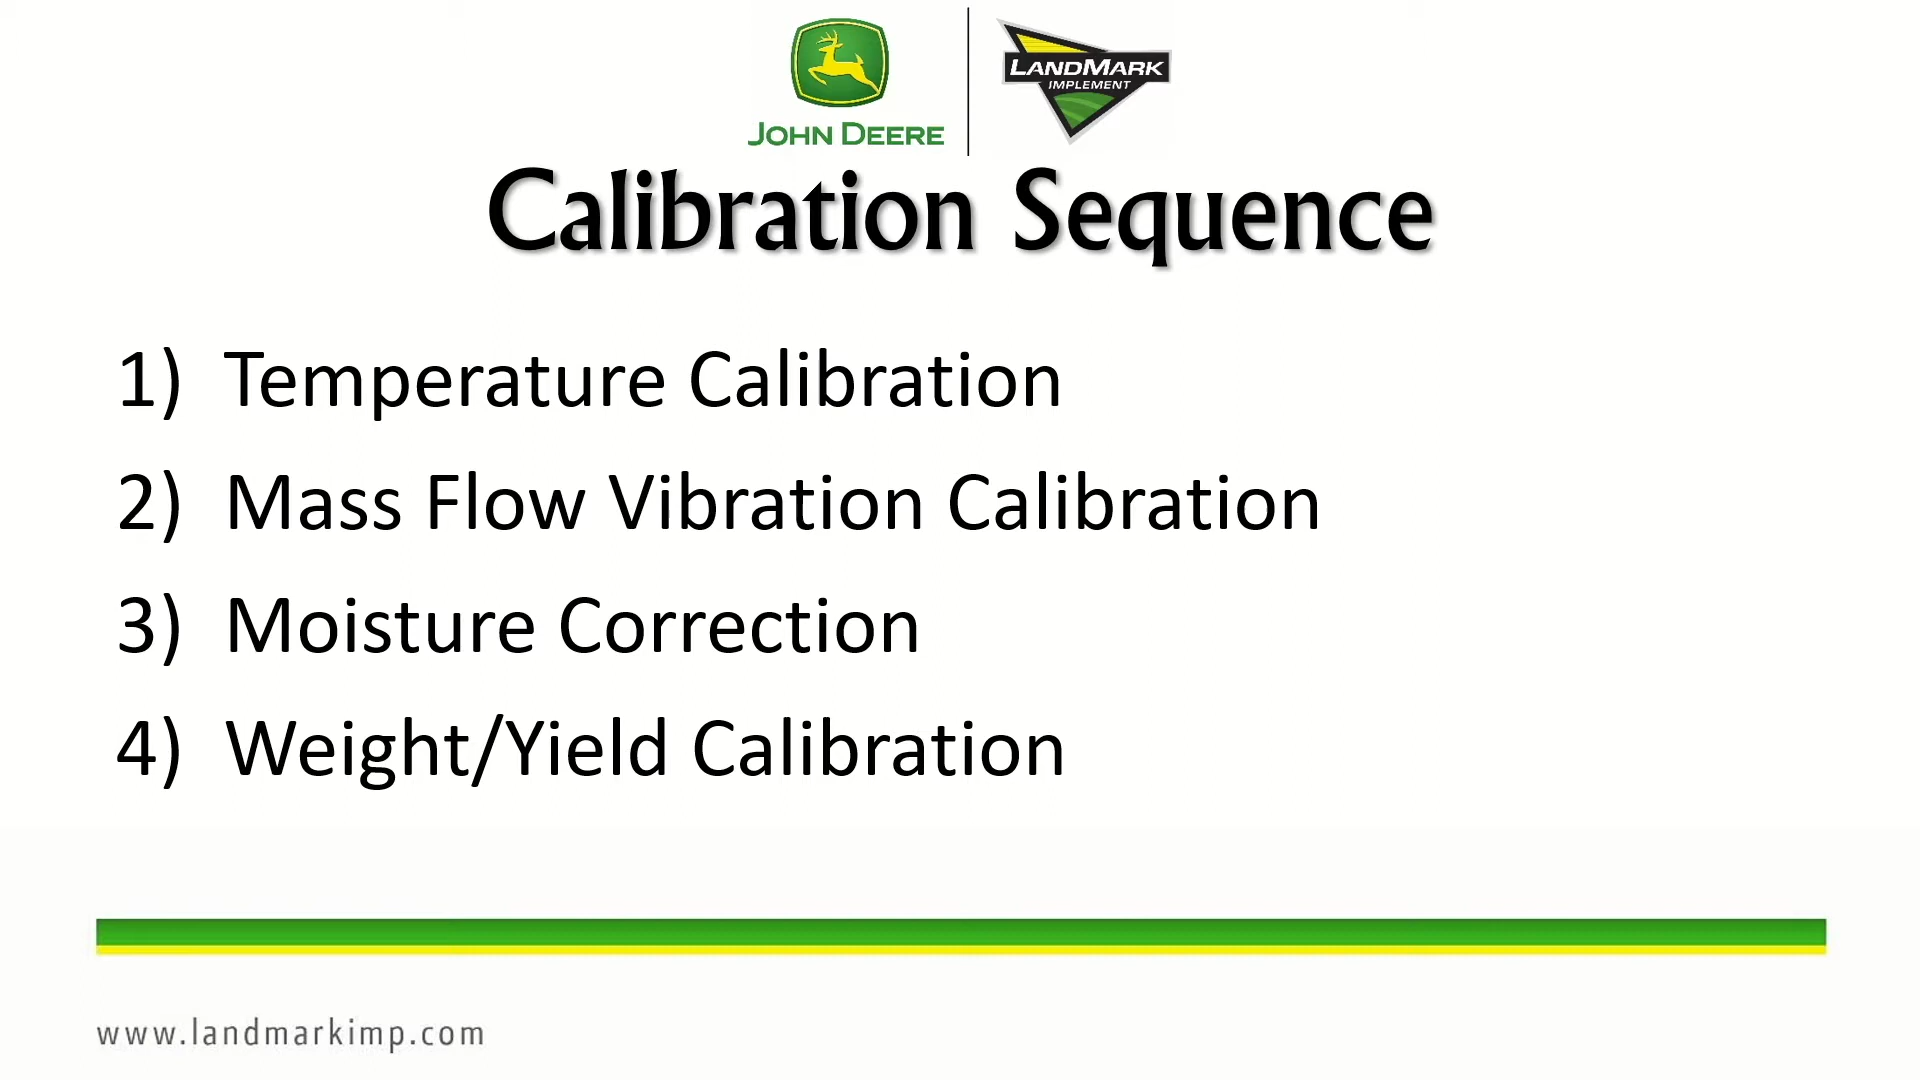 JOHN DEERE
LANDMARK
IMPLEMENT
Calibration Sequence
1) Temperature Calibration
2) Mass Flow Vibration Calibration
3) Moisture Correction
4) Weight/Yield Calibration
www.landmarkimp.com